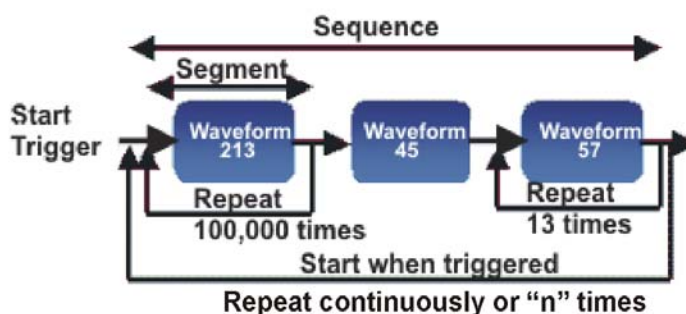 Sequence
Segment
Start
Trigger
Waveform
213
Waveform
45
Waveform
57
Repeat
100,000 times
Repeat
13 times
Start when triggered
Repeat continuously or “n” times